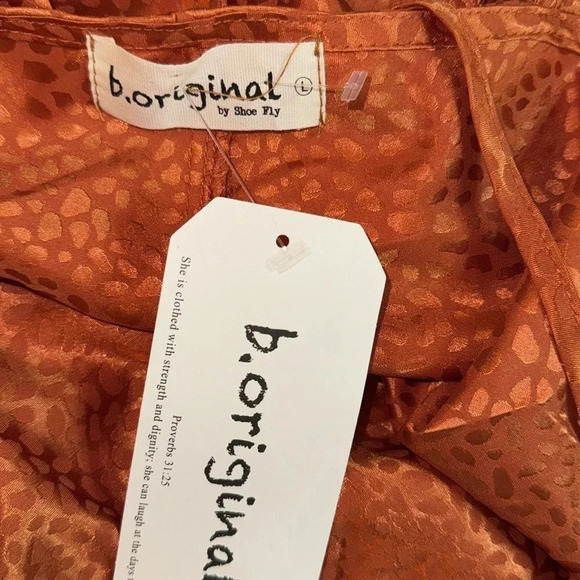 b.original
L
by Shoe Fly
b.original
She is clothed with strength and dignity; she can laugh at the days
Proverbs 31:25